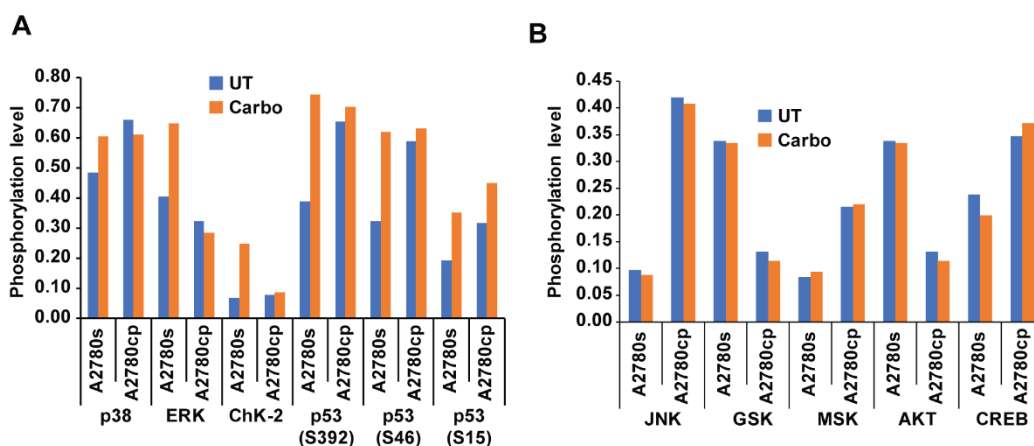 A
UT
Carbo
Phosphorylation level
0.80
0.70
0.60
0.50
0.40
0.30
0.20
0.10
0.00
A2780s
A2780cp
A2780s
A2780cp
A2780s
A2780cp
A2780s
A2780cp
A2780s
A2780cp
A2780s
A2780cp
p38 ERK ChK-2 p53 p53 p53
(S392) (S46) (S15)
B
UT
Carbo
Phosphorylation level
0.45
0.40
0.35
0.30
0.25
0.20
0.15
0.10
0.05
0.00
A2780s
A2780cp
A2780s
A2780cp
A2780s
A2780cp
A2780s
A2780cp
A2780s
A2780cp
JNK GSK MSK AKT CREB